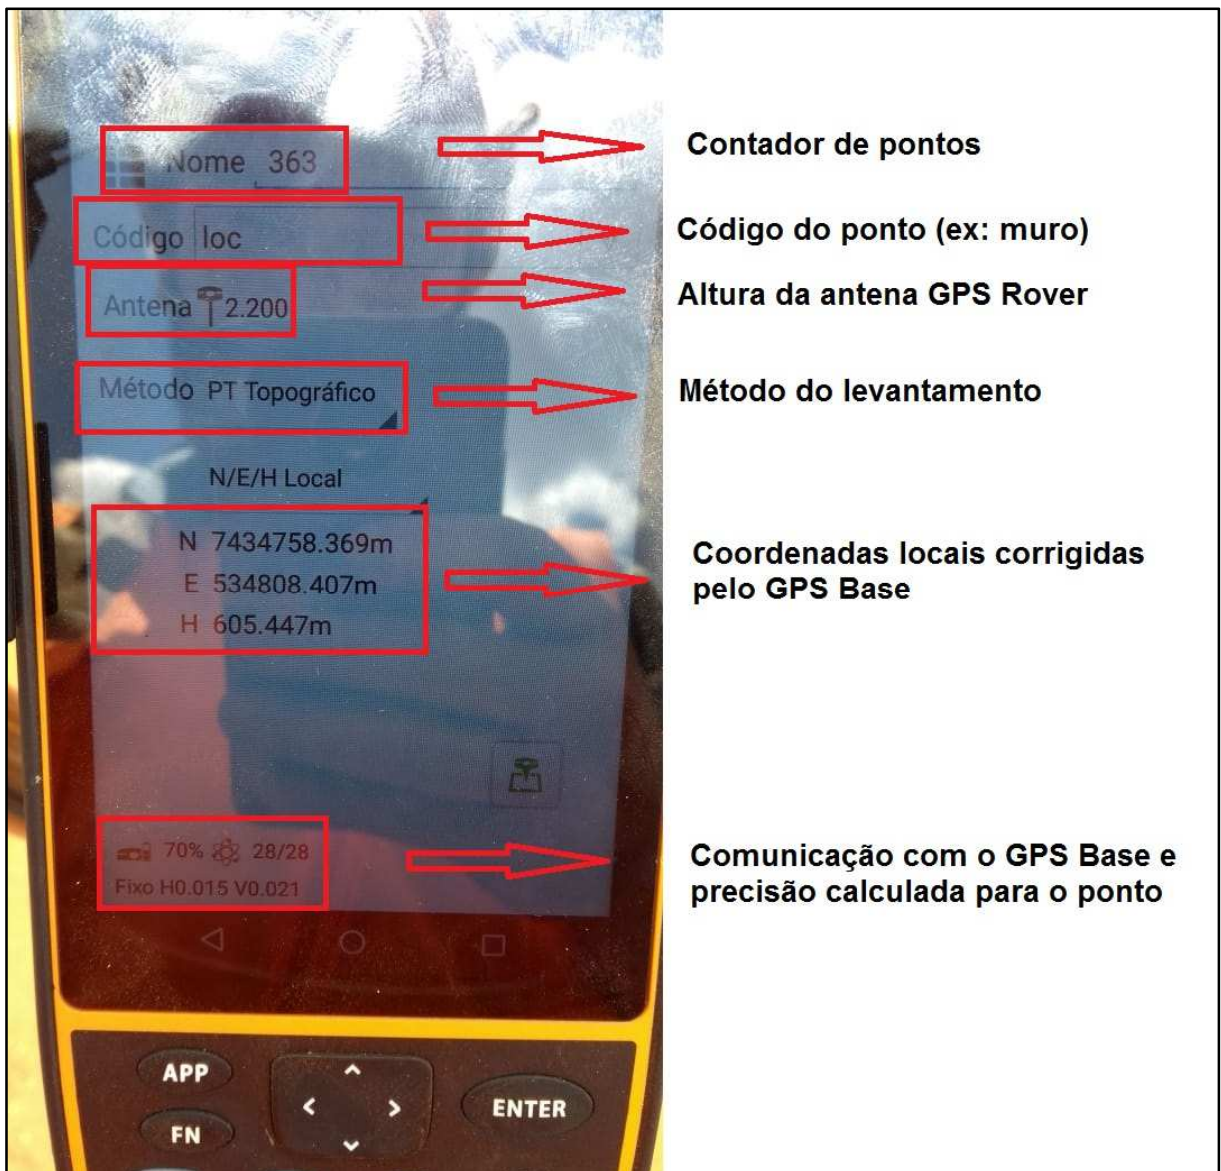 Nome 363
Contador de pontos
Código loc
Código do ponto (ex: muro)
Antena 2.200
Altura da antena GPS Rover
Método PT Topográfico
Método do levantamento
N/E/H Local
N 7434758.369m
E 534808.407m
H 605.447m
Coordenadas locais corrigidas
pelo GPS Base
70% 28/28
Fixo H0.015 V0.021
Comunicação com o GPS Base e
precisão calculada para o ponto
APP
FN
ENTER